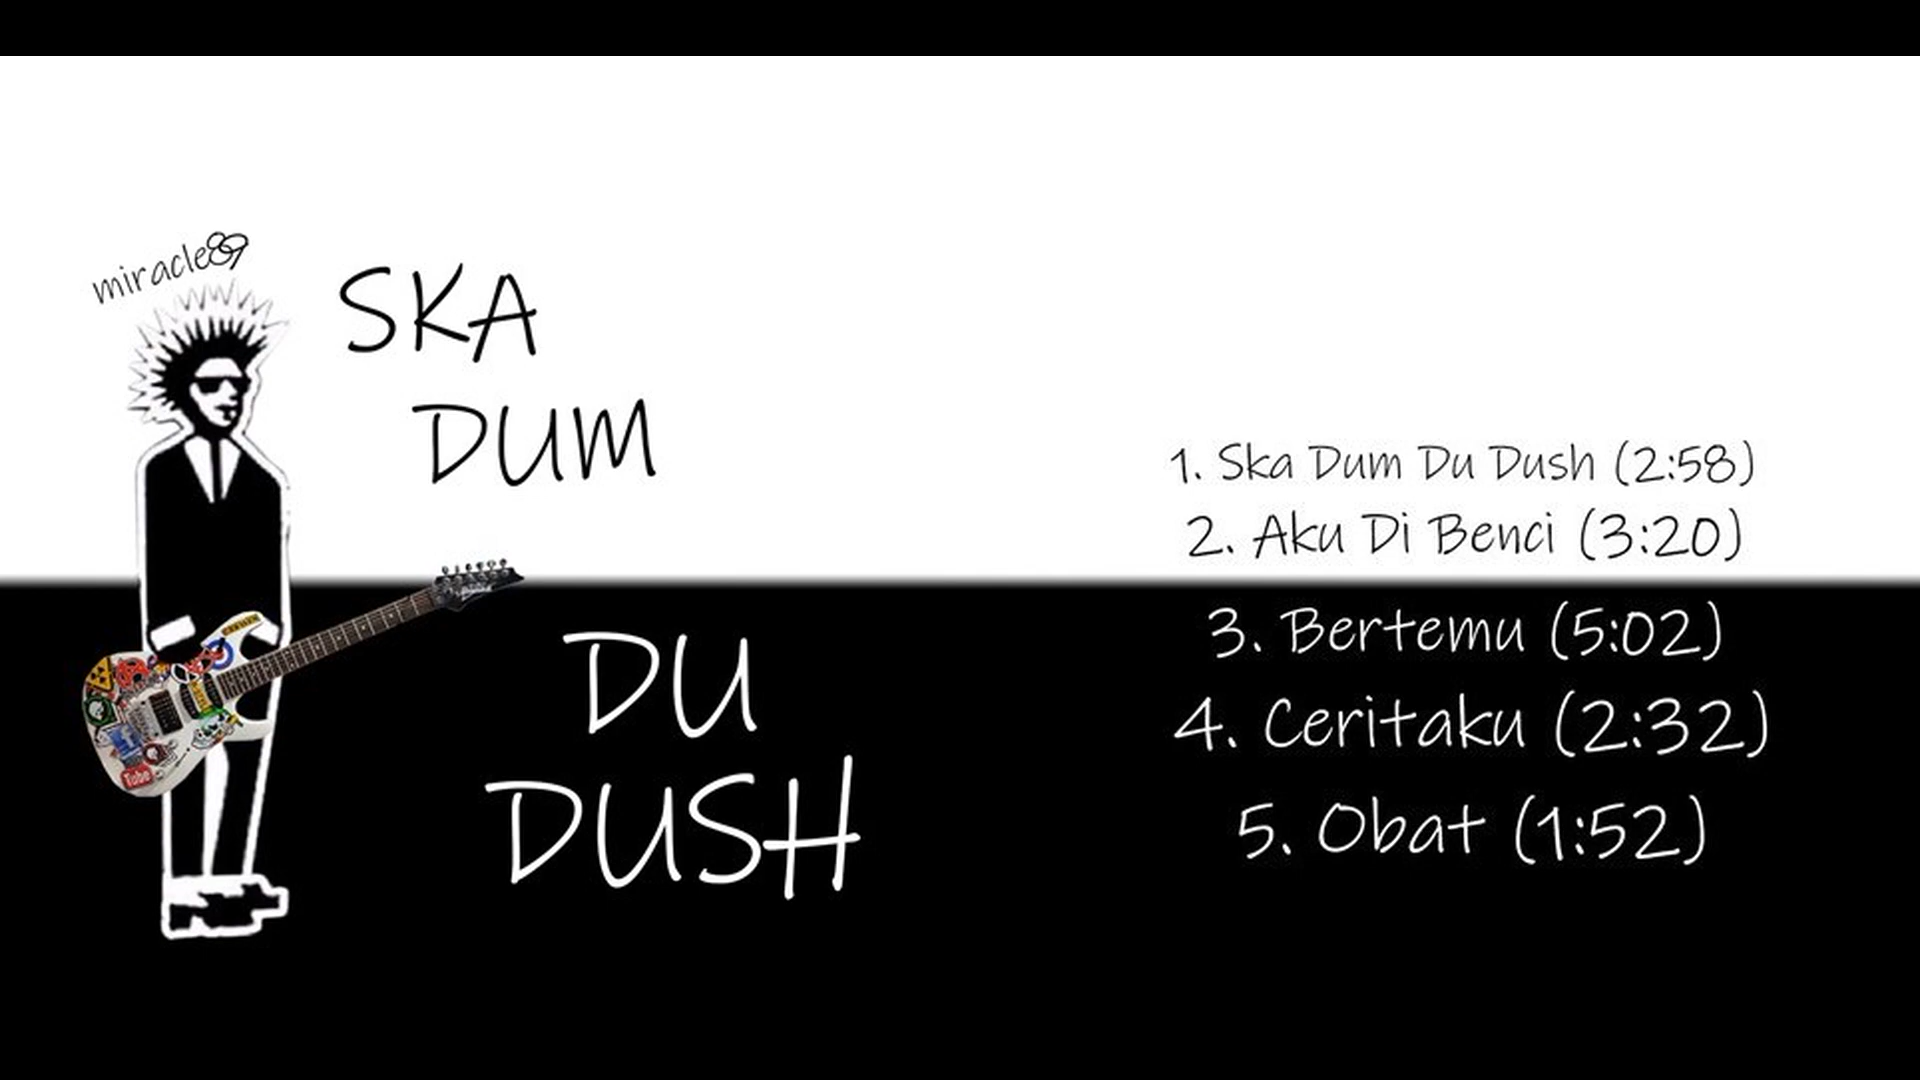 miracle89
SKA
DUM
DU
DUSH
1. Ska Dum Du Dush (2:58)
2. Aku Di Benci (3:20)
3. Bertemu (5:02)
4. Ceritaku (2:32)
5. Obat (1:52)
Tube